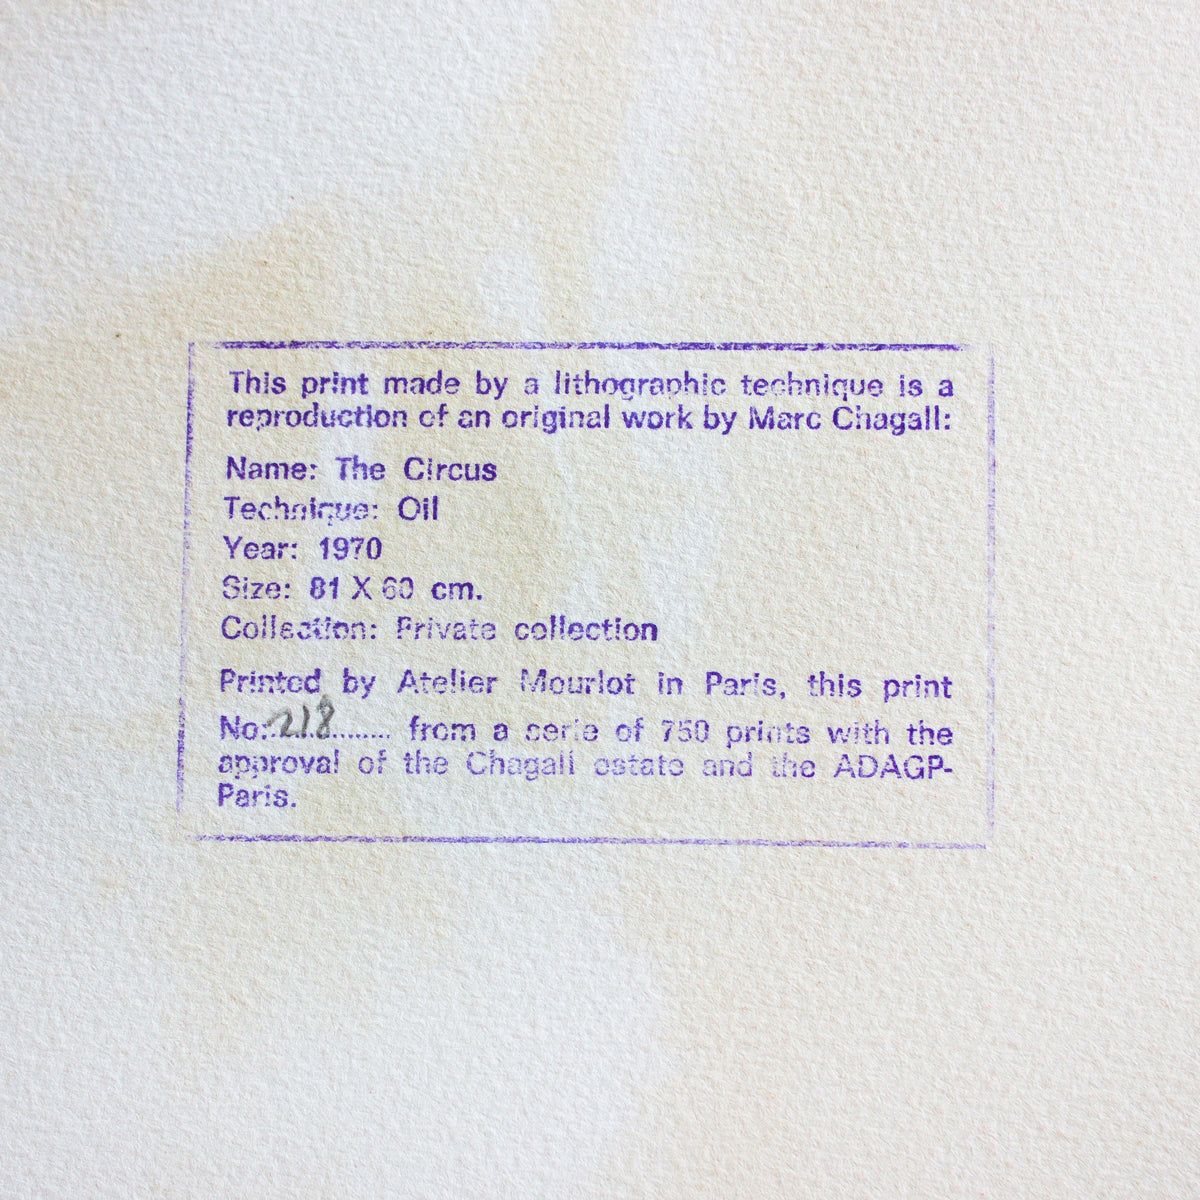 This print made by a lithographic technique is a
reproduction of an original work by Marc Chagall:
Name: The Circus
Technique: Oil
Year: 1970
Size: 81 X 60 cm.
Collection: Private collection
Printed by Atelier Mourlot in Paris, this print
No: 218 from a serie of 750 prints with the
approval of the Chagall estate and the ADAGP-
Paris.